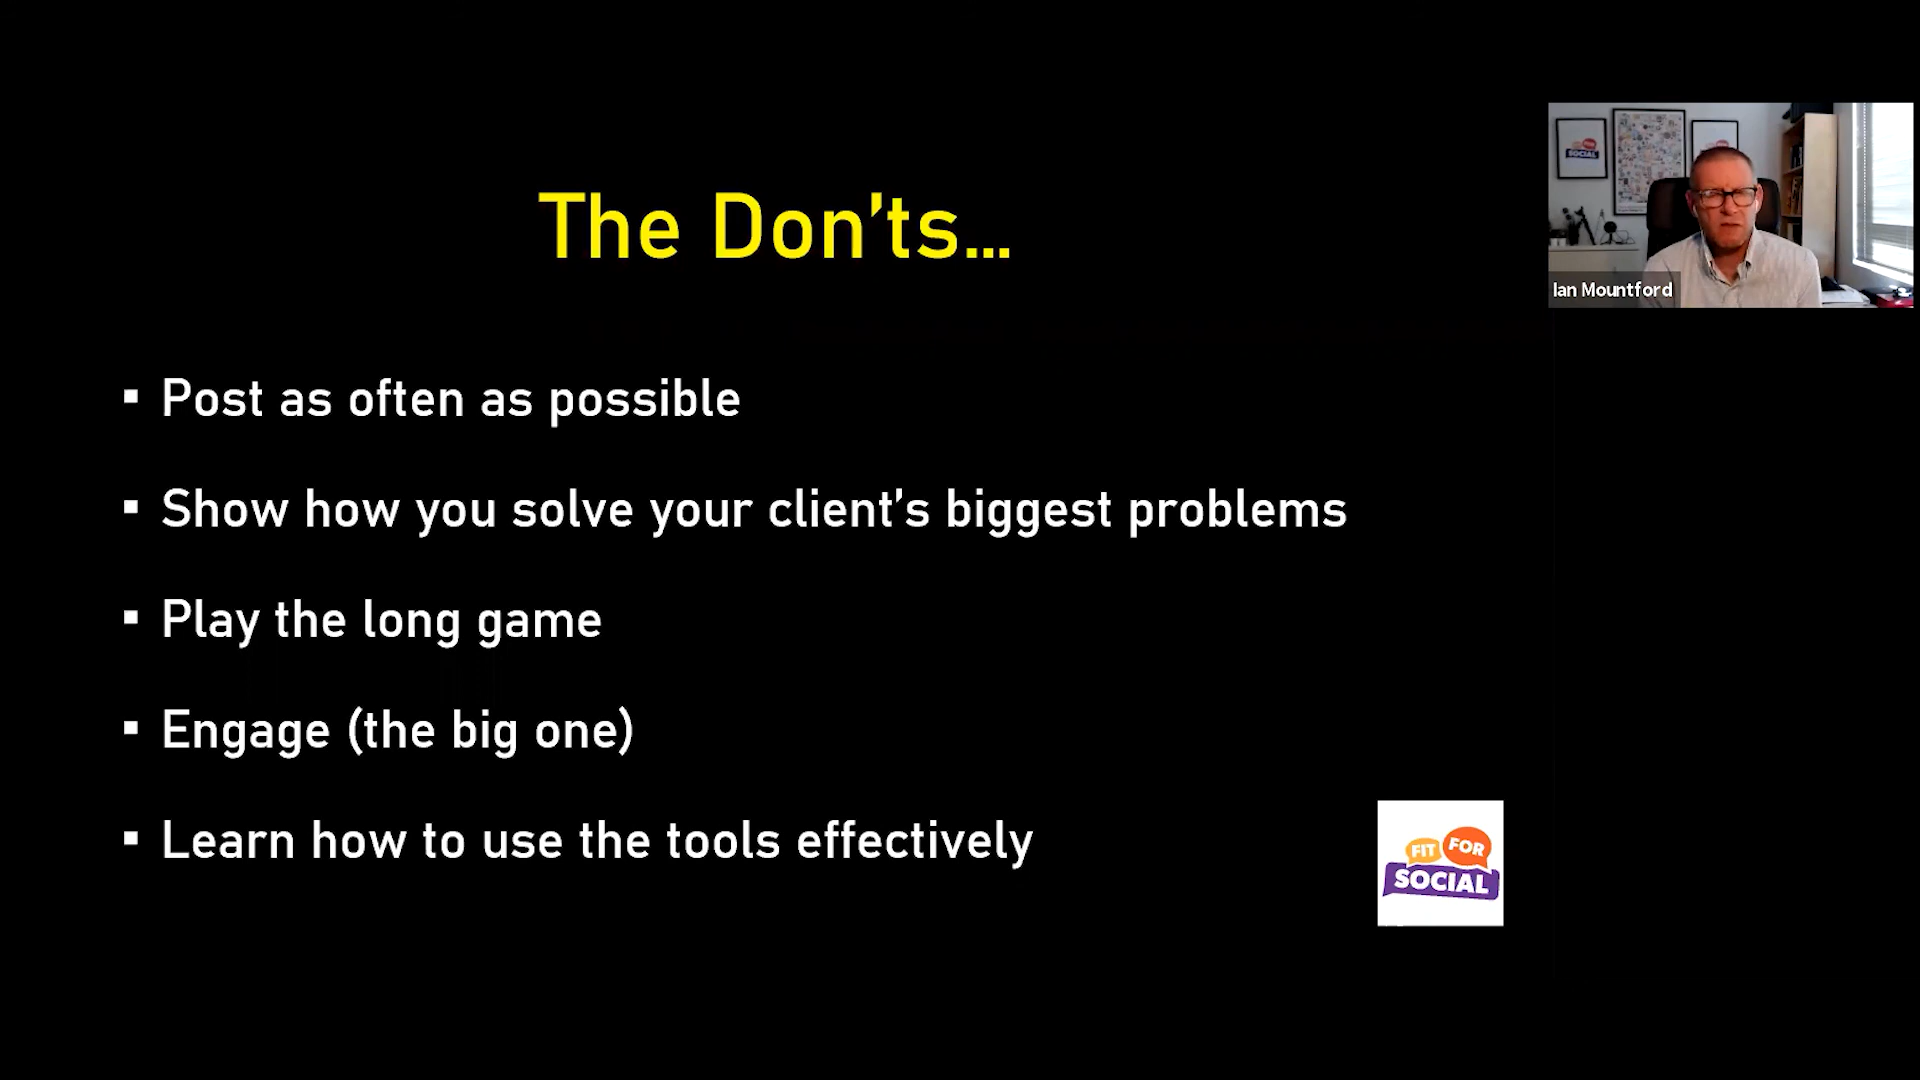 The Don'ts...
▪ Post as often as possible
▪ Show how you solve your client's biggest problems
▪ Play the long game
▪ Engage (the big one)
▪ Learn how to use the tools effectively
SOCIAL
Ian Mountford
FIT FOR
SOCIAL